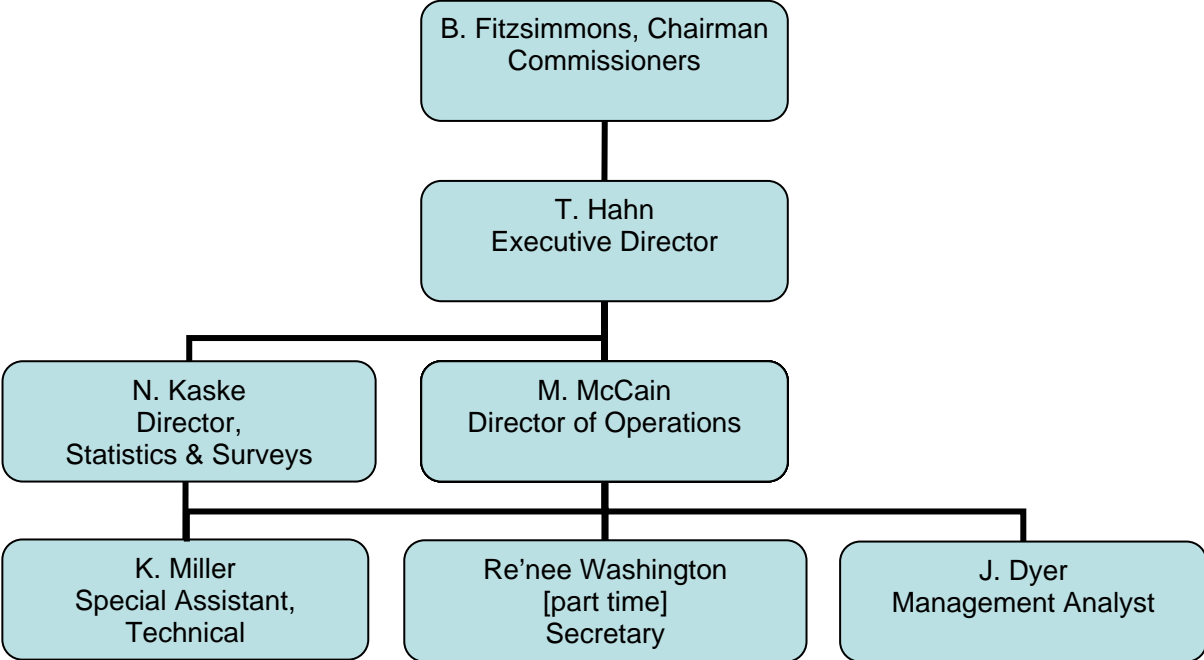 B. Fitzsimmons, Chairman
Commissioners
T. Hahn
Executive Director
N. Kaske
Director,
Statistics & Surveys
M. McCain
Director of Operations
K. Miller
Special Assistant,
Technical
Re’nee Washington
[part time]
Secretary
J. Dyer
Management Analyst